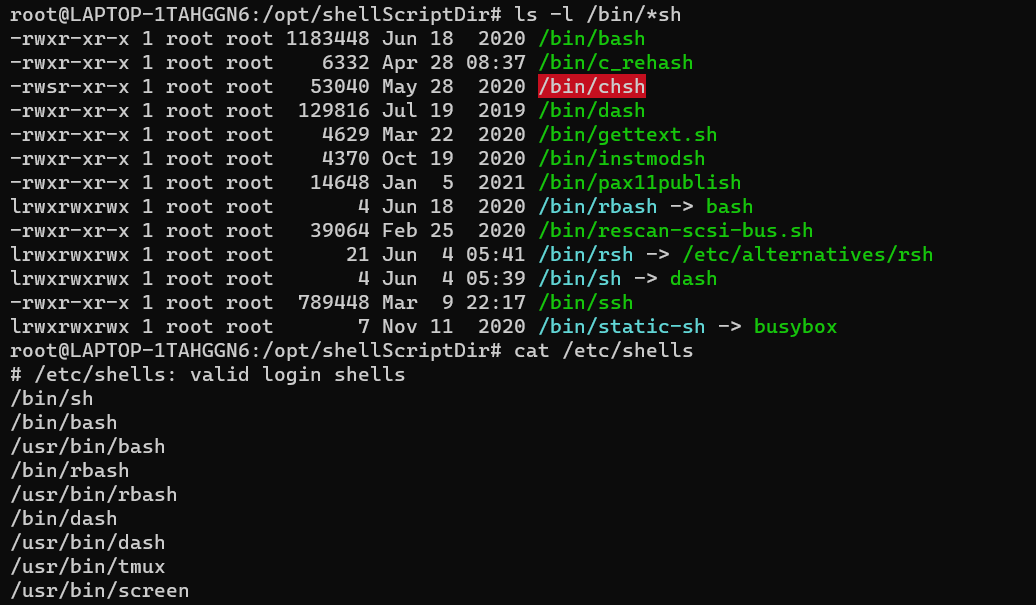 root@LAPTOP-1TAHGGN6:/opt/shellScriptDir# ls -l /bin/*sh
-rwxr-xr-x 1 root root 1183448 Jun 18  2020 /bin/bash
-rwxr-xr-x 1 root root    6332 Apr 28 08:37 /bin/c_rehash
-rwsr-xr-x 1 root root   53040 May 28  2020 /bin/chsh
-rwxr-xr-x 1 root root  129816 Jul 19  2019 /bin/dash
-rwxr-xr-x 1 root root    4629 Mar 22  2020 /bin/gettext.sh
-rwxr-xr-x 1 root root    4370 Oct 19  2020 /bin/instmodsh
-rwxr-xr-x 1 root root   14648 Jan  5  2021 /bin/pax11publish
lrwxrwxrwx 1 root root       4 Jun 18  2020 /bin/rbash -> bash
-rwxr-xr-x 1 root root   39064 Feb 25  2020 /bin/rescan-scsi-bus.sh
lrwxrwxrwx 1 root root      21 Jun  4 05:41 /bin/rsh -> /etc/alternatives/rsh
lrwxrwxrwx 1 root root       4 Jun  4 05:39 /bin/sh -> dash
-rwxr-xr-x 1 root root  789448 Mar  9 22:17 /bin/ssh
lrwxrwxrwx 1 root root       7 Nov 11  2020 /bin/static-sh -> busybox
root@LAPTOP-1TAHGGN6:/opt/shellScriptDir# cat /etc/shells
# /etc/shells: valid login shells
/bin/sh
/bin/bash
/usr/bin/bash
/bin/rbash
/usr/bin/rbash
/bin/dash
/usr/bin/dash
/usr/bin/tmux
/usr/bin/screen